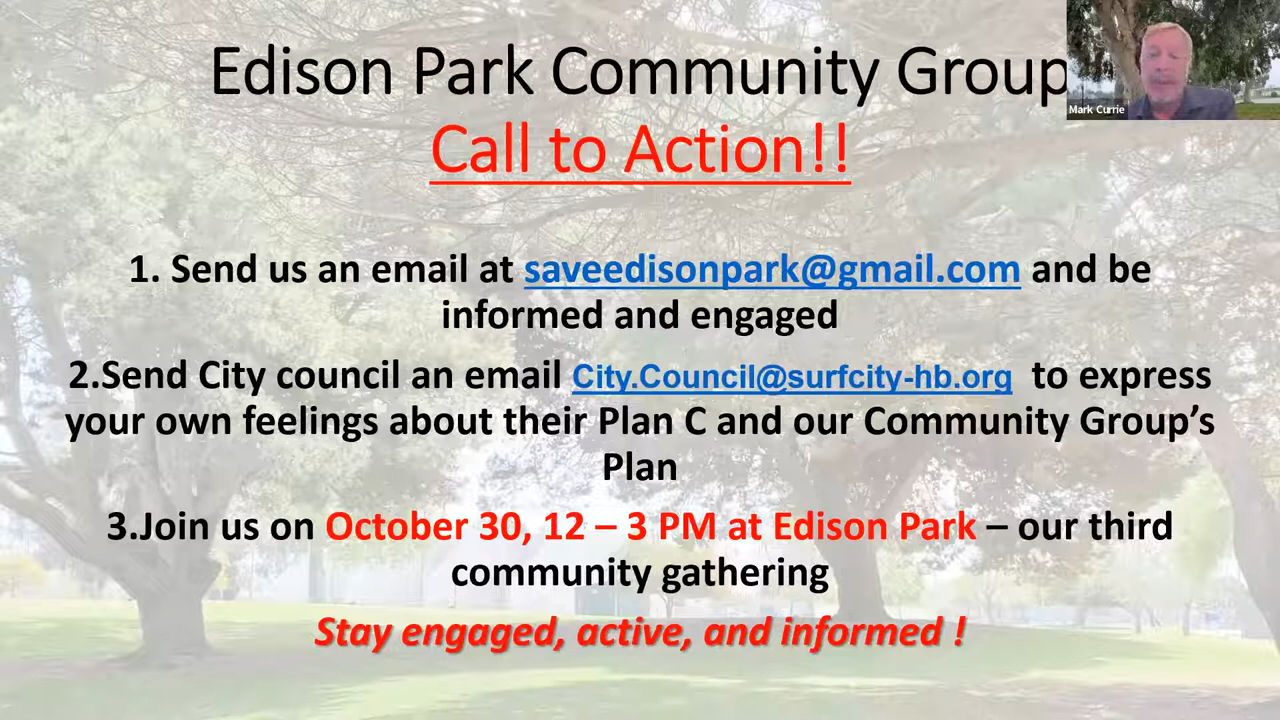 Edison Park Community Group
Mark Currie
Call to Action!!
1. Send us an email at saveedisonpark@gmail.com and be
informed and engaged
2.Send City council an email City.Council@surfcity-hb.org to express
your own feelings about their Plan C and our Community Group’s
Plan
3.Join us on October 30, 12 – 3 PM at Edison Park – our third
community gathering
Stay engaged, active, and informed !